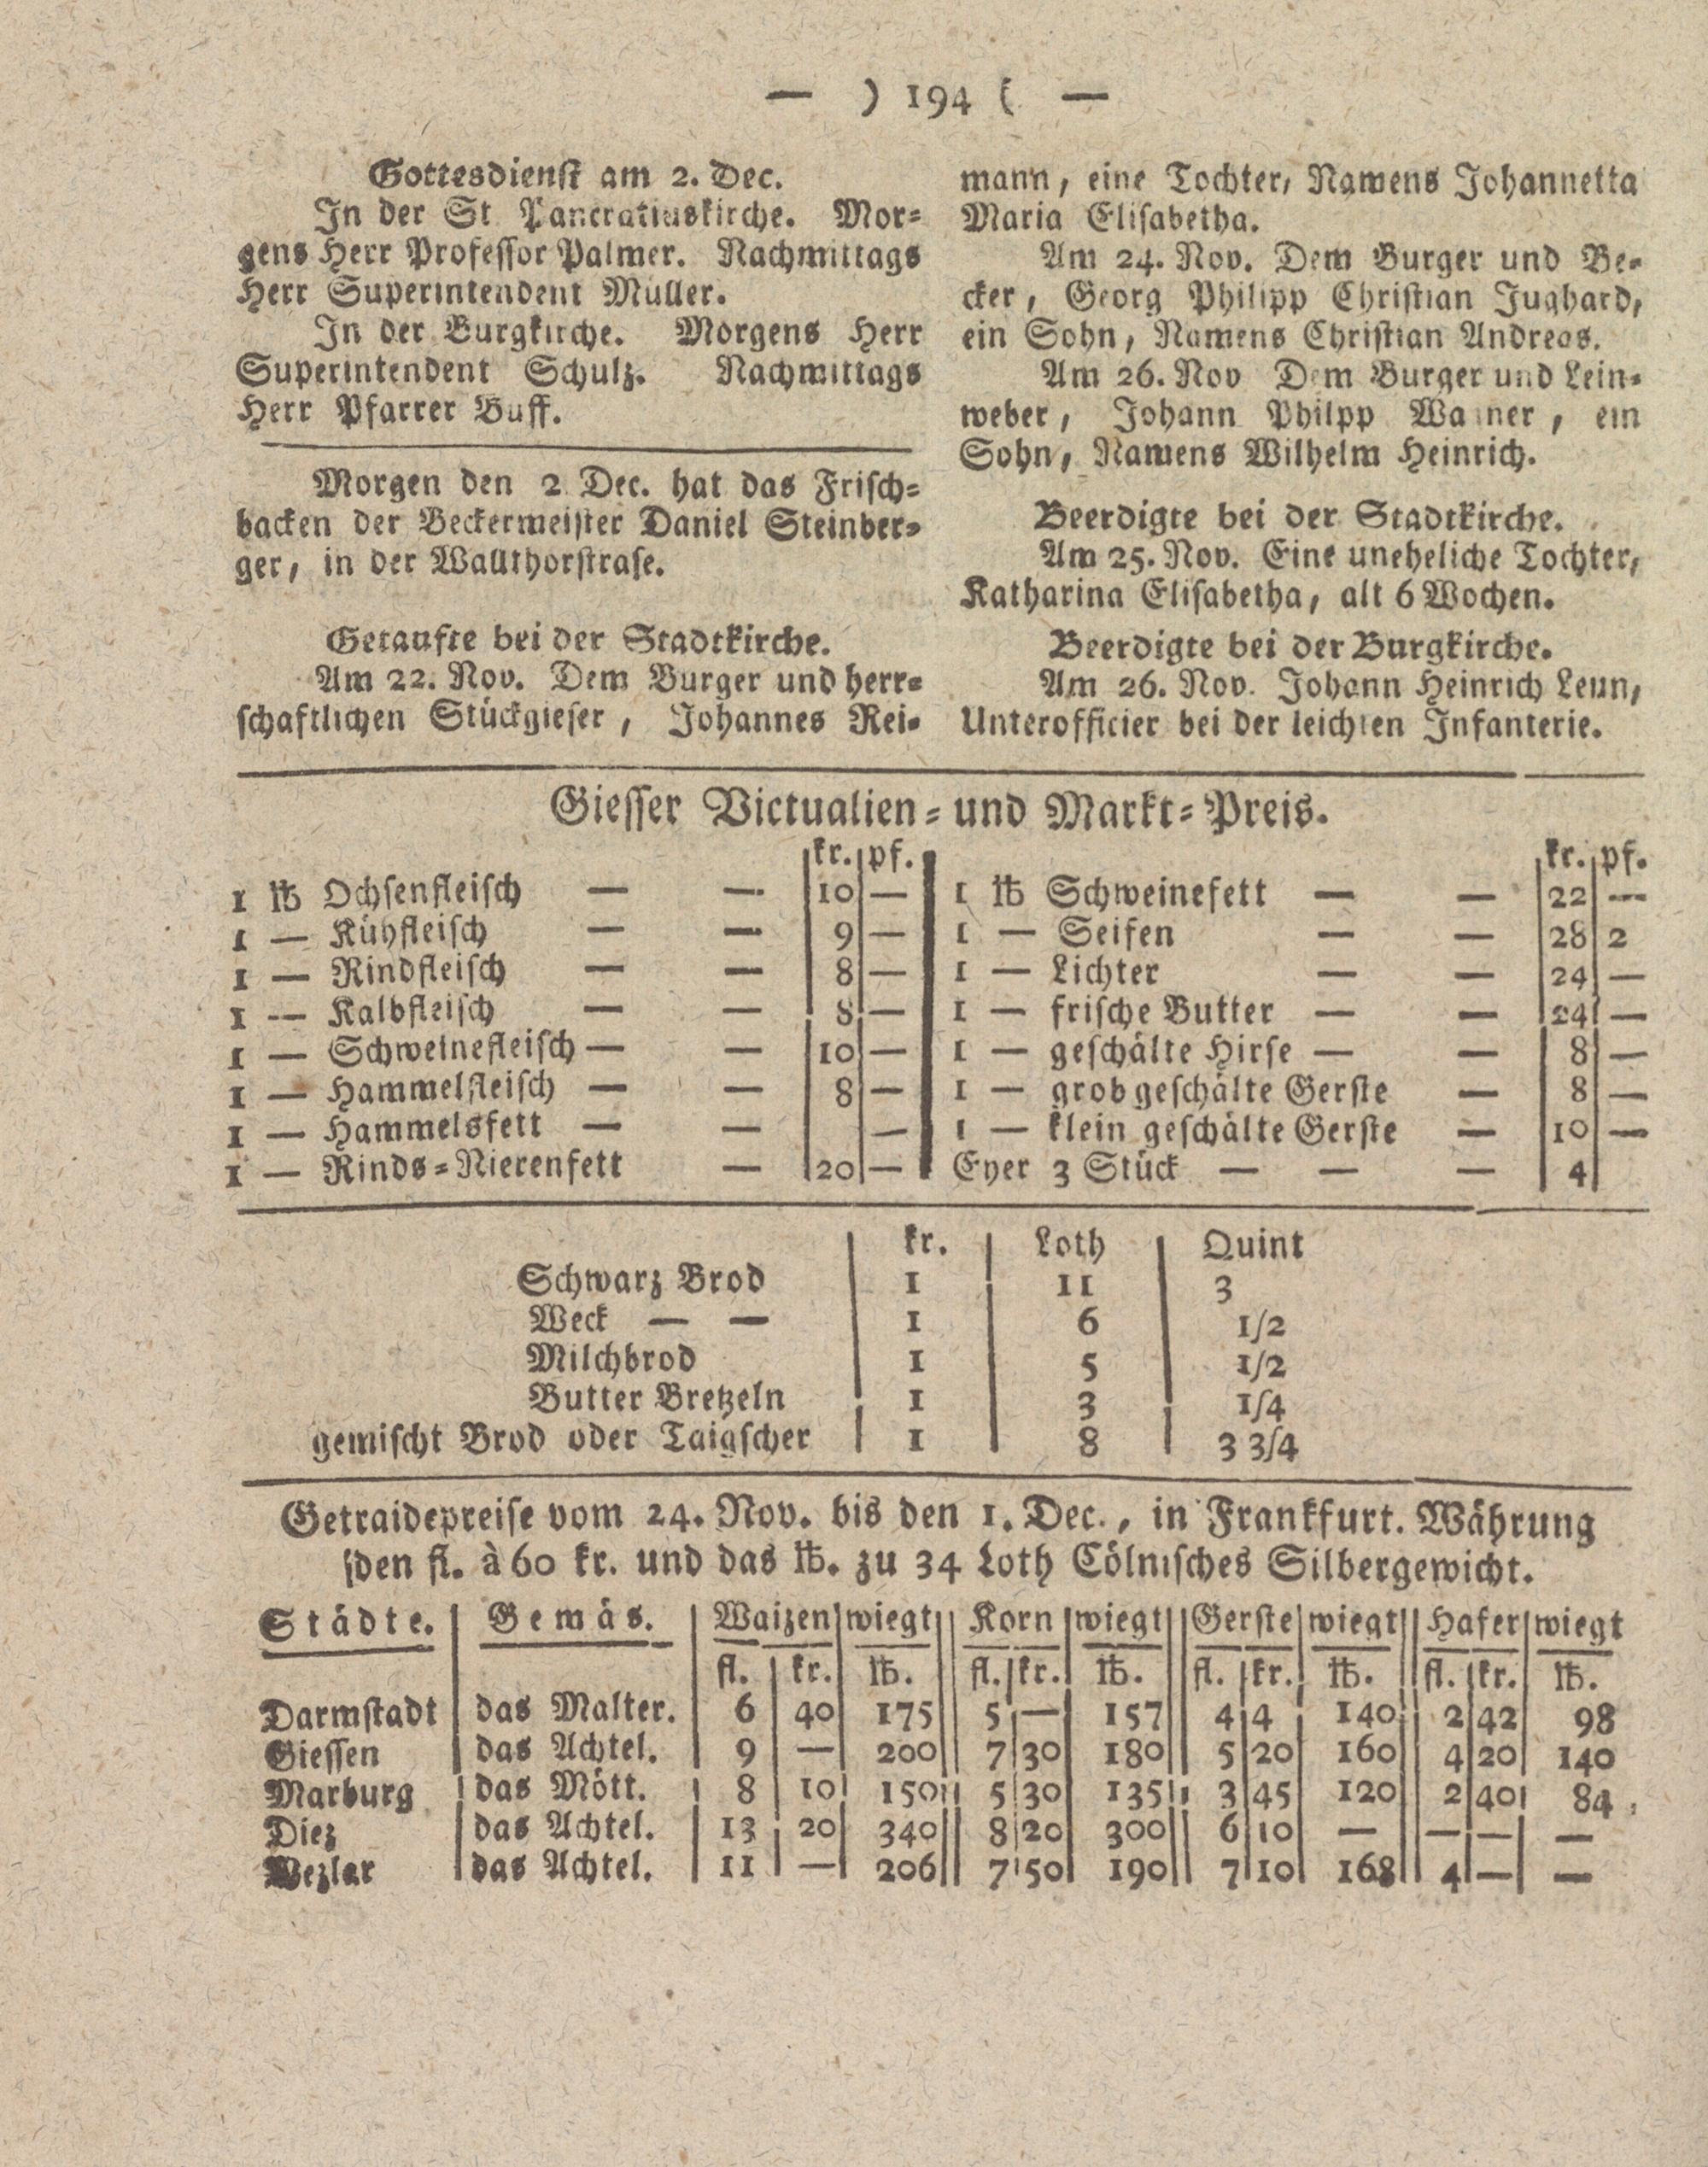 — ) 194 ( —
Gottesdienst am 2. Dec.
In der St Pancratiuskirche. Mor-
gens Herr Professor Palmer. Nachmittags
Herr Superintendent Müller.
In der Burgkirche. Morgens Herr
Superintendent Schulz. Nachmittags
Herr Pfarrer Buff.
Morgen den 2 Dec. hat das Frisch-
backen der Beckermeister Daniel Steinber-
ger, in der Wallthorstrase.
Getaufte bei der Stadtkirche.
Am 22. Nov. Dem Burger und herr-
schaftlichen Stückgieser, Johannes Rei-
mann, eine Tochter, Namens Johannetta
Maria Elisabetha.
Am 24. Nov. Dem Burger und Be-
cker, Georg Philipp Christian Jughard,
ein Sohn, Namens Christian Andreas.
Am 26. Nov Dem Burger und Lein-
weber, Johann Philpp , ein
Sohn, Namens Wilhelm Heinrich.
Beerdigte bei der Stadtkirche.
Am 25. Nov. Eine uneheliche Tochter,
Katharina Elisabetha, alt 6 Wochen.
Beerdigte bei der Burgkirche.
Am 26. Nov. Johann Heinrich Leun,
Unterofficier bei der leichten Infanterie.
Giesser Victualien- und Markt-Preis.
kr. pf.
1 ℔ Ochsenfleisch — — 10 —
1 — Kühfleisch — — 9 —
1 — Rindfleisch — — 8 —
1 — Kalbfleisch — — 8 —
1 — Schweinefleisch — — 10 —
1 — Hammelfleisch — — 8 —
1 — Hammelsfett — — —
1 — Rinds-Nierenfett — 20 —
kr. pf.
1 ℔ Schweinefett — — 22 —
1 — Seifen — — 28 2
1 — Lichter — — 24 —
1 — frische Butter — — 24 —
1 — geschälte Hirse — — 8 —
1 — grob geschälte Gerste — 8 —
1 — klein geschälte Gerste — 10 —
Eyer 3 Stück — — — 4
kr. Loth Quint
Schwarz Brod 1 11 3
Weck — — 1 6 1/2
Milchbrod 1 5 1/2
Butter Bretzeln 1 3 1/4
gemischt Brod oder Taigscher 1 8 3 3/4
Getraidepreise vom 24. Nov. bis den 1. Dec., in Frankfurt. Währung
den fl. à 60 kr. und das ℔. zu 34 Loth Cölnisches Silbergewicht.
Städte. Gemäs. Waizen wiegt Korn wiegt Gerste wiegt Hafer wiegt
fl. kr. ℔. fl. kr. ℔. fl. kr. ℔. fl. kr. ℔.
Darmstadt das Malter. 6 40 175 5 — 157 4 4 140 2 42 98
Giessen das Achtel. 9 — 200 7 30 180 5 20 160 4 20 140
Marburg das Mött. 8 10 150 5 30 135 3 45 120 2 40 84
Diez das Achtel. 13 20 340 8 20 300 6 10 — — — —
Wezlar das Achtel. 11 — 206 7 50 190 7 10 168 4 — —